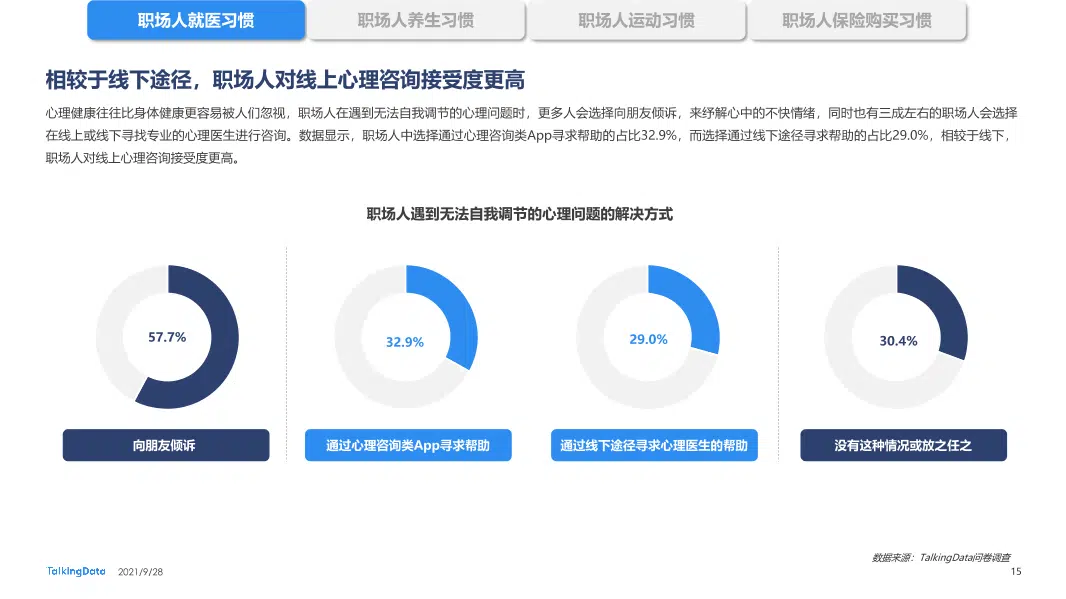 职场人就医习惯
职场人养生习惯
职场人运动习惯
职场人保险购买习惯
相较于线下途径，职场人对线上心理咨询接受度更高
心理健康往往比身体健康更容易被人们忽视，职场人在遇到无法自我调节的心理问题时，更多人会选择向朋友倾诉，来纾解心中的不快情绪，同时也有三成左右的职场人会选择
在线上或线下寻找专业的心理医生进行咨询。数据显示，职场人中选择通过心理咨询类App寻求帮助的占比32.9%，而选择通过线下途径寻求帮助的占比29.0%，相较于线下，
职场人对线上心理咨询接受度更高。
职场人遇到无法自我调节的心理问题的解决方式
57.7%
32.9%
29.0%
30.4%
向朋友倾诉
通过心理咨询类App寻求帮助
通过线下途径寻求心理医生的帮助
没有这种情况或放之任之
数据来源：TalkingData问卷调查
TalkingData
2021/9/28
15